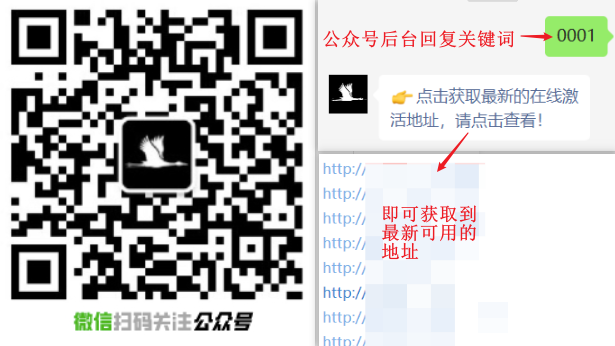 微信扫码关注公众号
公众号后台回复关键词
0001
👉点击获取最新的在线激
活地址，请点击查看！
http://
http://
http://
http://
即可获取到
最新可用的
地址
http://
http://
http://
http://